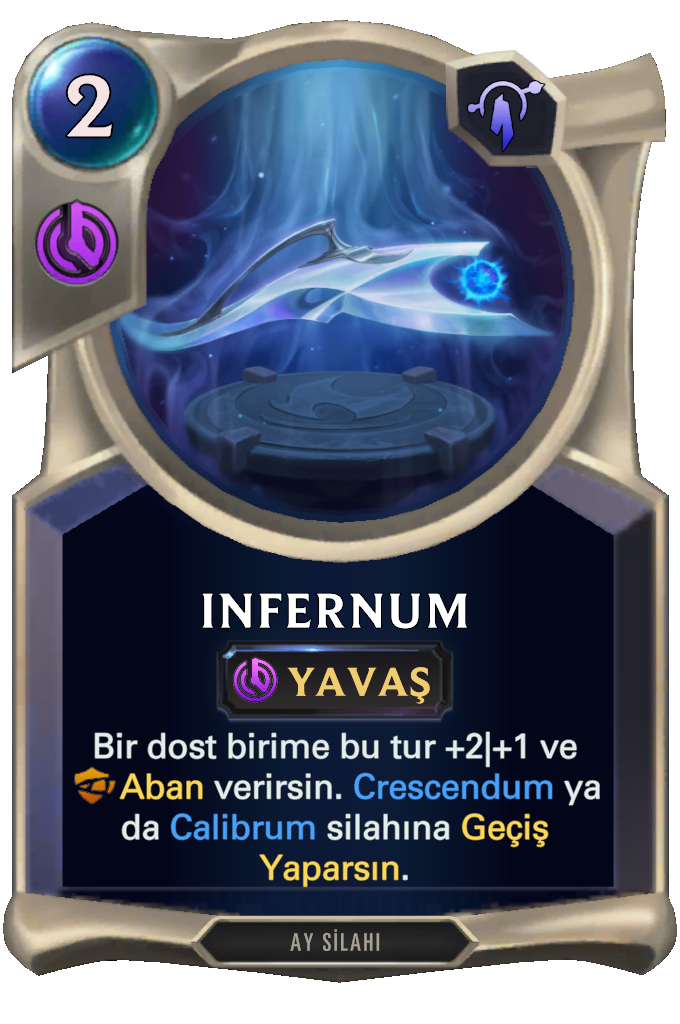 2
INFERNUM
YAVAŞ
Bir dost birime bu tur +2|+1 ve
Aban verirsin. Crescendum ya
da Calibrum silahına Geçiş
Yaparsın.
AY SİLAHI